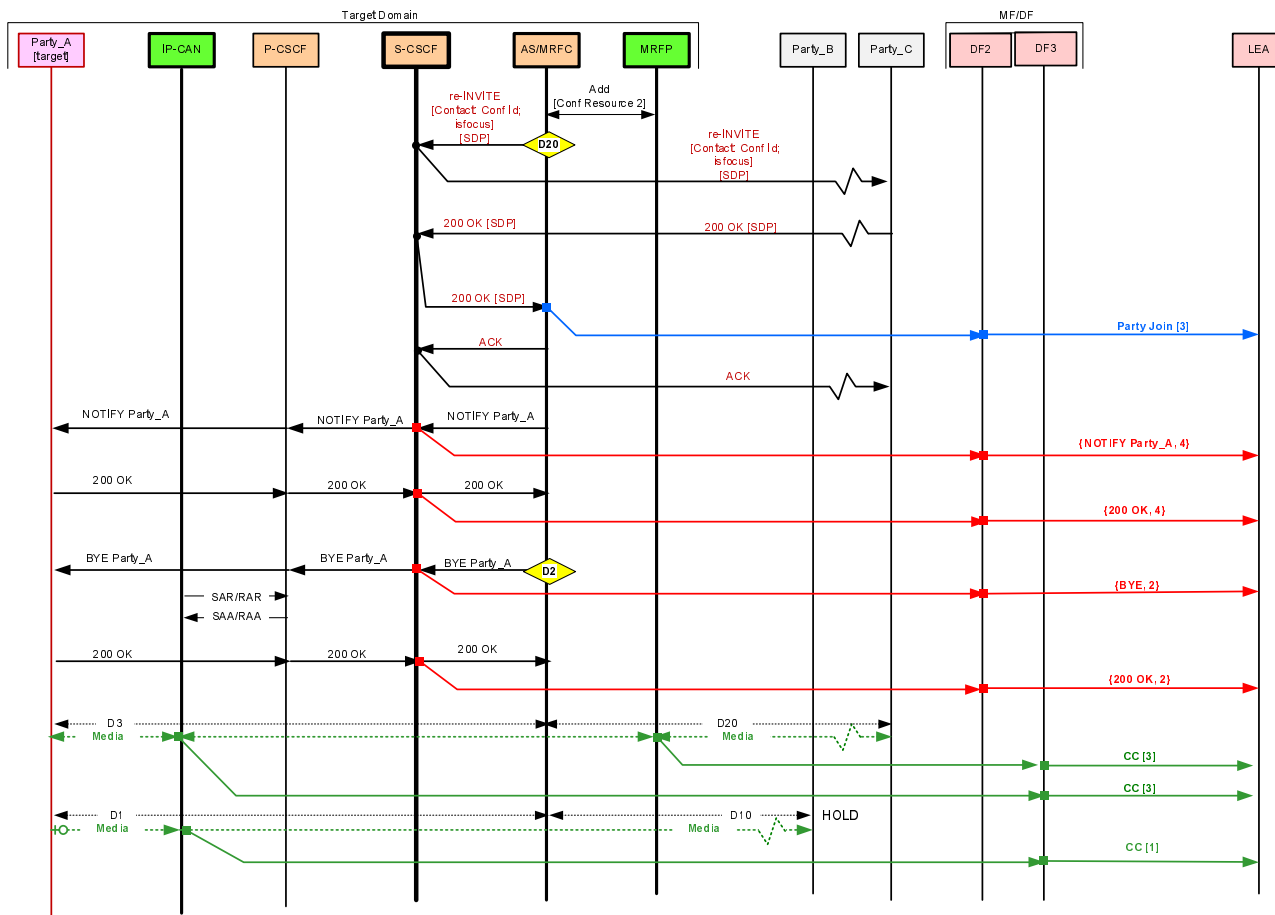 Target Domain
MF/DF
Party_A
[target]
IP-CAN
P-CSCF
S-CSCF
AS/MRFC
MRFP
Party_B
Party_C
DF2
DF3
LEA
re-INVITE
[Contact: Conf Id;
isfocus]
[SDP]
Add
[Conf Resource 2]
D20
re-INVITE
[Contact: Conf Id;
isfocus]
[SDP]
200 OK [SDP]
200 OK [SDP]
200 OK [SDP]
Party Join [3]
ACK
ACK
NOTIFY Party_A
NOTIFY Party_A
NOTIFY Party_A
{NOTIFY Party_A, 4}
200 OK
200 OK
200 OK
{200 OK, 4}
BYE Party_A
BYE Party_A
BYE Party_A
D2
{BYE, 2}
SAR/RAR
SAA/RAA
200 OK
200 OK
200 OK
{200 OK, 2}
D3
D20
Media
Media
CC [3]
CC [3]
D1
D10
HOLD
Media
Media
CC [1]